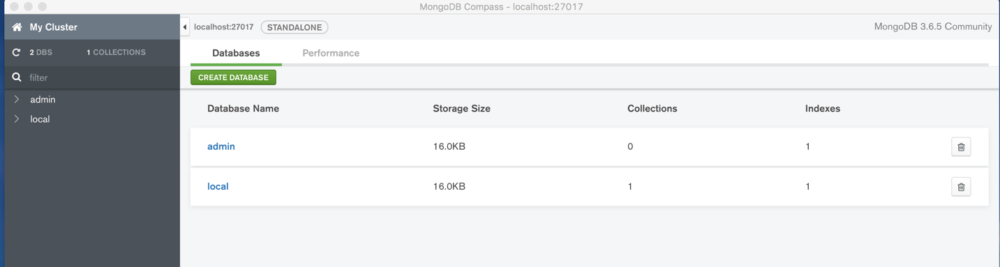 MongoDB Compass - localhost:27017
My Cluster
localhost:27017 STANDALONE
MongoDB 3.6.5 Community
2 DBS 1 COLLECTIONS
Databases Performance
filter
CREATE DATABASE
admin
local
Database Name Storage Size Collections Indexes
admin 16.0KB 0 1
local 16.0KB 1 1